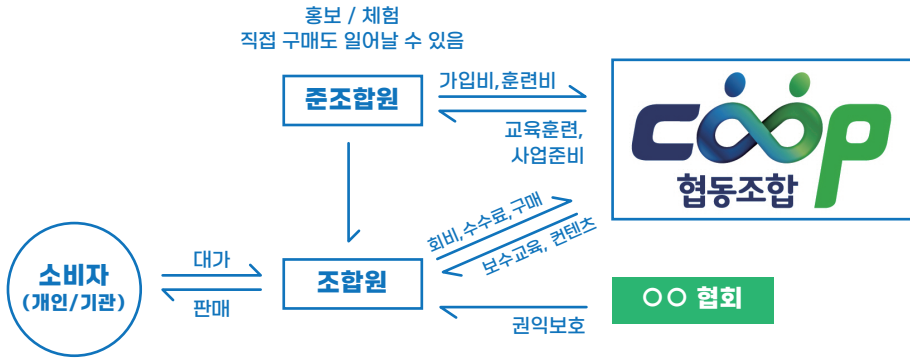 홍보 / 체험
직접 구매도 일어날 수 있음
준조합원
가입비,훈련비
교육훈련,
사업준비
coop
협동조합
회비,수수료,구매
보수교육, 컨텐츠
소비자
(개인/기관)
대가
판매
조합원
권익보호
○○ 협회